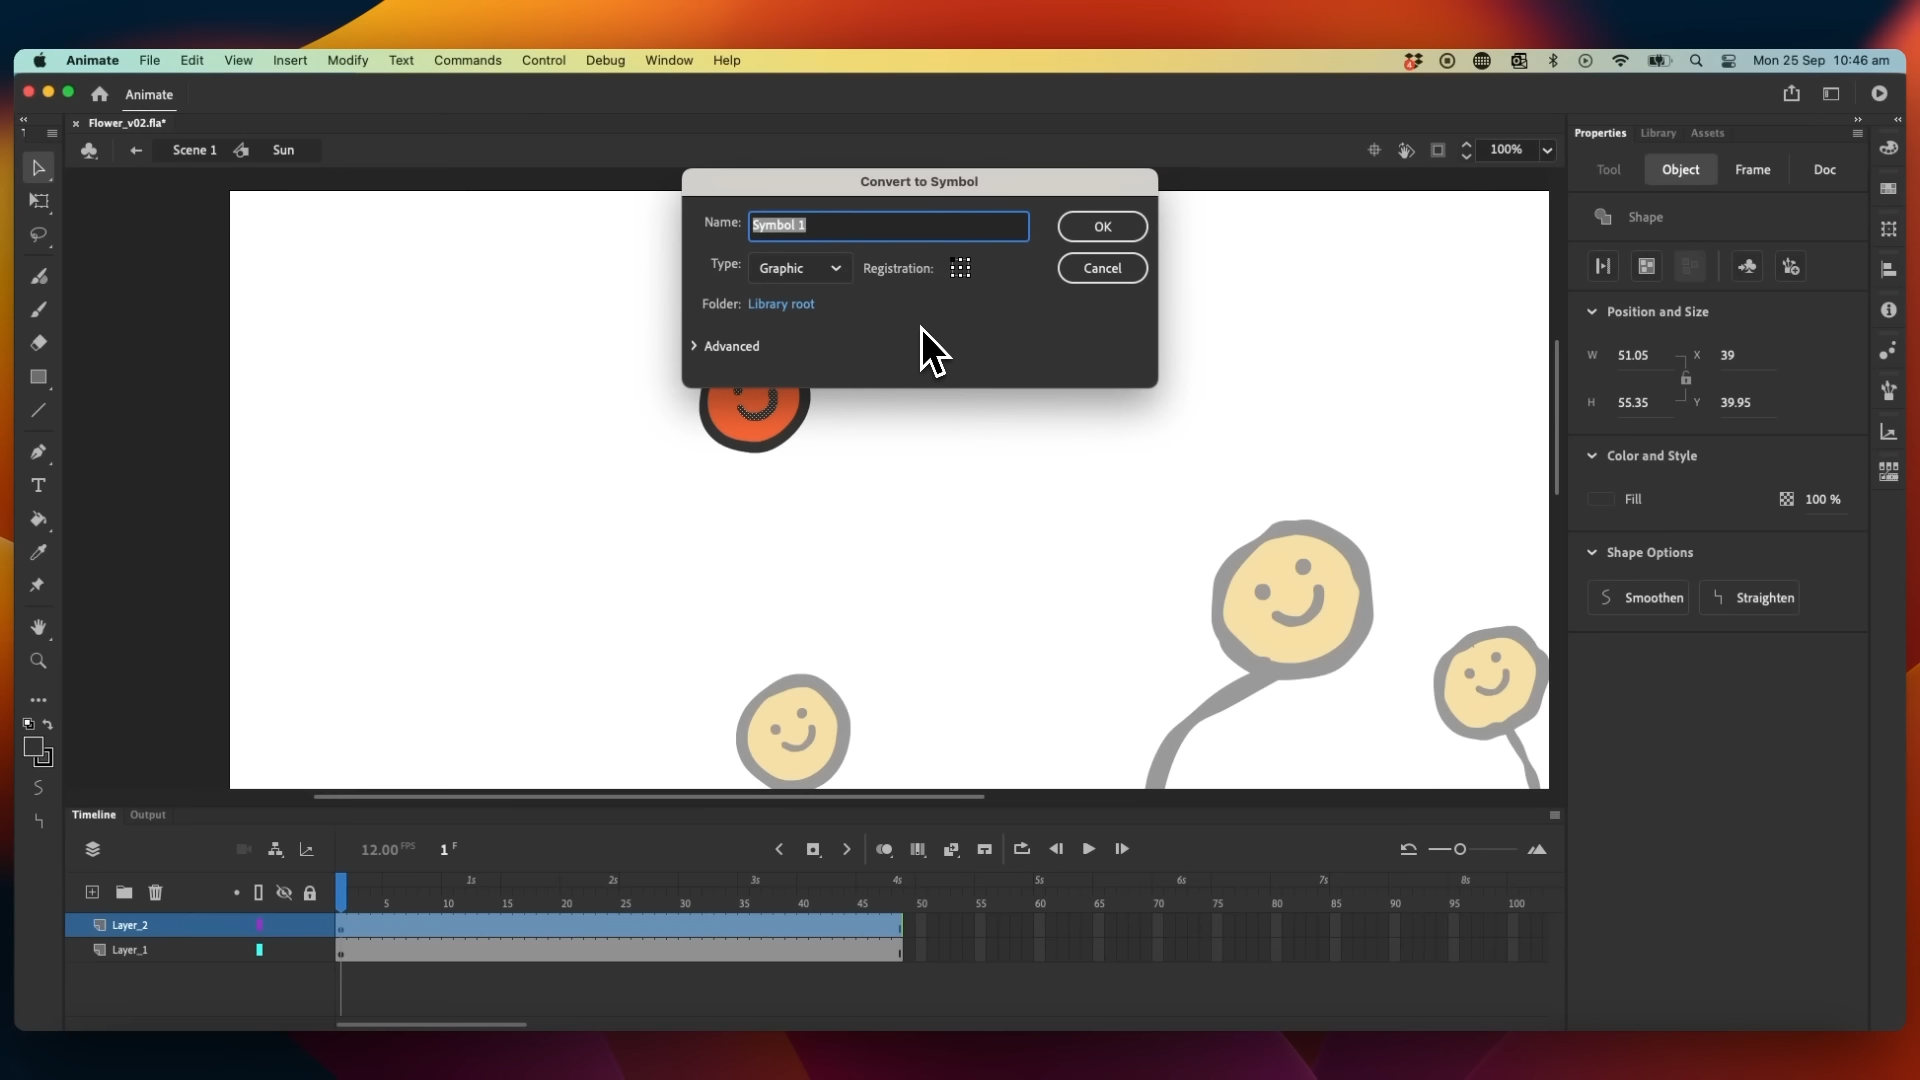 Animate File Edit View Insert Modify Text Commands Control Debug Window Help
4
Mon 25 Sep 10:46 am
Animate
Flower_v02.fla*
Scene 1 Sun
100%
Convert to Symbol
Name: Symbol 1 OK
Type: Graphic Registration: Cancel
Folder: Library root
Advanced
Properties Library Assets
Tool Object Frame Doc
Shape
Position and Size
W 51.05 X 39
H 55.35 Y 39.95
Color and Style
Fill 100 %
Shape Options
Smoothen Straighten
Timeline Output
12.00 FPS 1 F
1s 2s 3s 4s 5s 6s 7s 8s
5 10 15 20 25 30 35 40 45 50 55 60 65 70 75 80 85 90 95 100
Layer_2
Layer_1